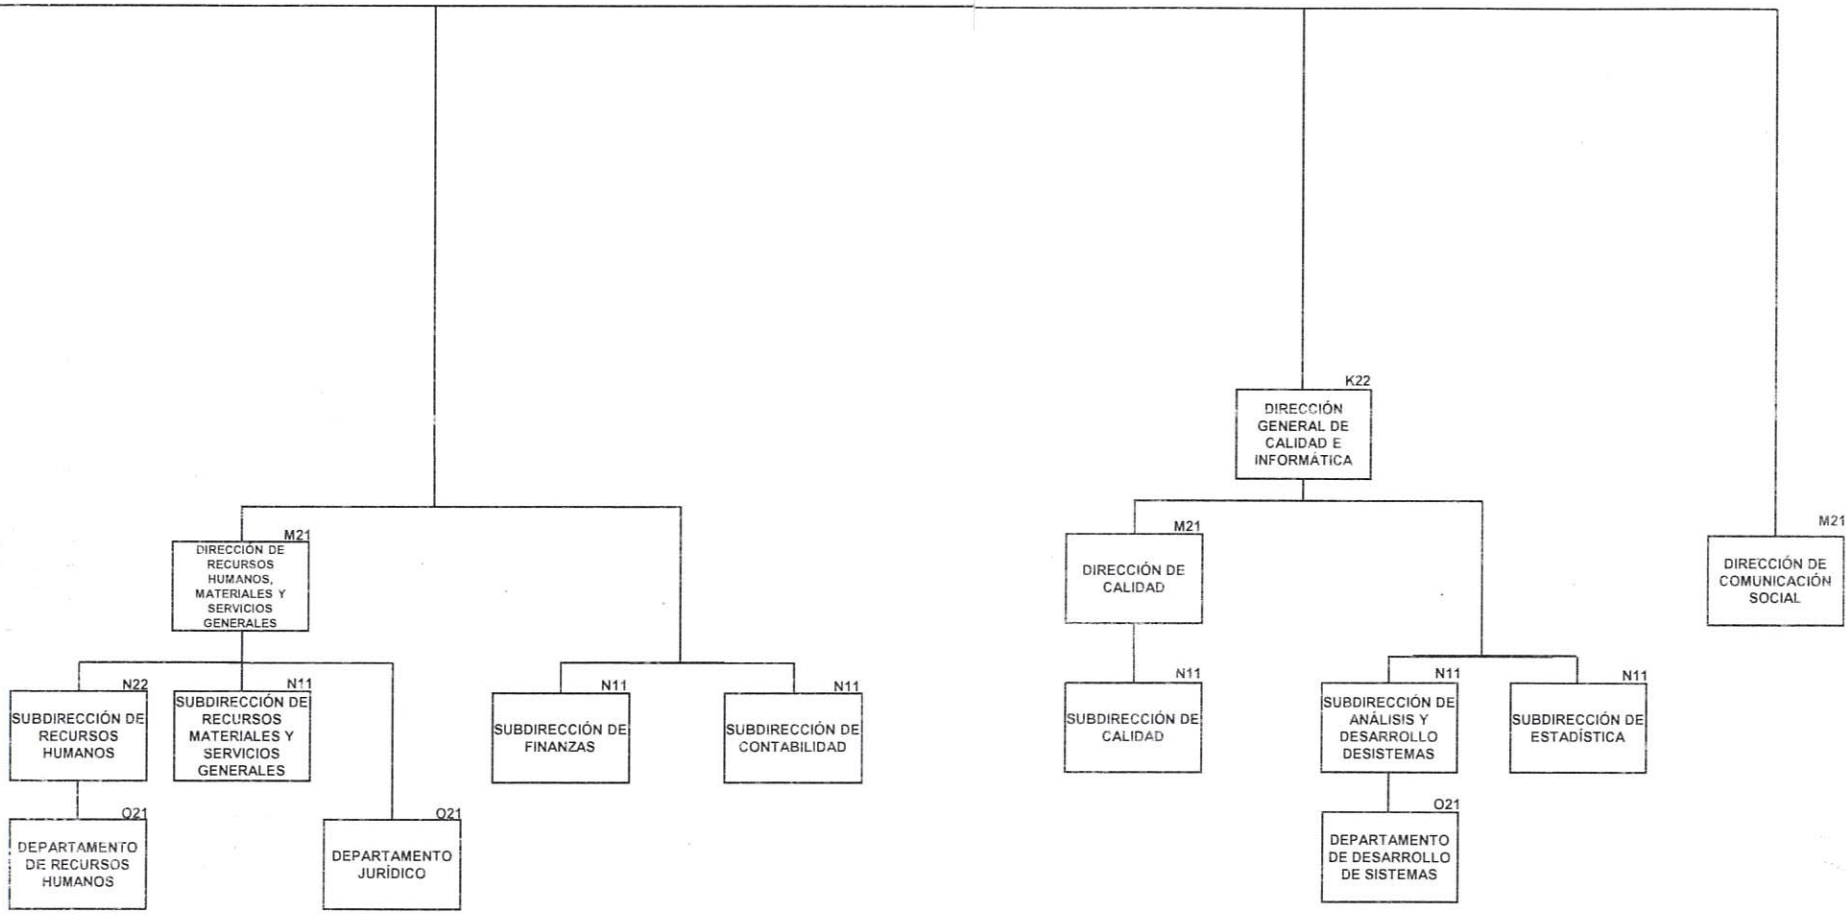 K22
DIRECCIÓN
GENERAL DE
CALIDAD E
INFORMÁTICA
M21
DIRECCIÓN DE
RECURSOS
HUMANOS,
MATERIALES Y
SERVICIOS
GENERALES
M21
DIRECCIÓN DE
CALIDAD
M21
DIRECCIÓN DE
COMUNICACIÓN
SOCIAL
N22
SUBDIRECCIÓN DE
RECURSOS
HUMANOS
N11
SUBDIRECCIÓN DE
RECURSOS
MATERIALES Y
SERVICIOS
GENERALES
N11
SUBDIRECCIÓN DE
FINANZAS
N11
SUBDIRECCIÓN DE
CONTABILIDAD
N11
SUBDIRECCIÓN DE
CALIDAD
N11
SUBDIRECCIÓN DE
ANÁLISIS Y
DESARROLLO
DESISTEMAS
N11
SUBDIRECCIÓN DE
ESTADÍSTICA
O21
DEPARTAMENTO
DE RECURSOS
HUMANOS
O21
DEPARTAMENTO
JURÍDICO
O21
DEPARTAMENTO
DE DESARROLLO
DE SISTEMAS